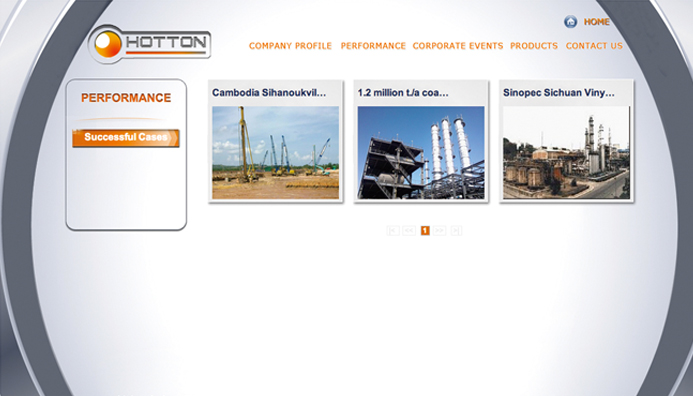 HOTTON
HOME
COMPANY PROFILE PERFORMANCE CORPORATE EVENTS PRODUCTS CONTACT US
PERFORMANCE
Successful Cases
Cambodia Sihanoukvil...
1.2 million t./a coa...
Sinopec Sichuan Viny...
1